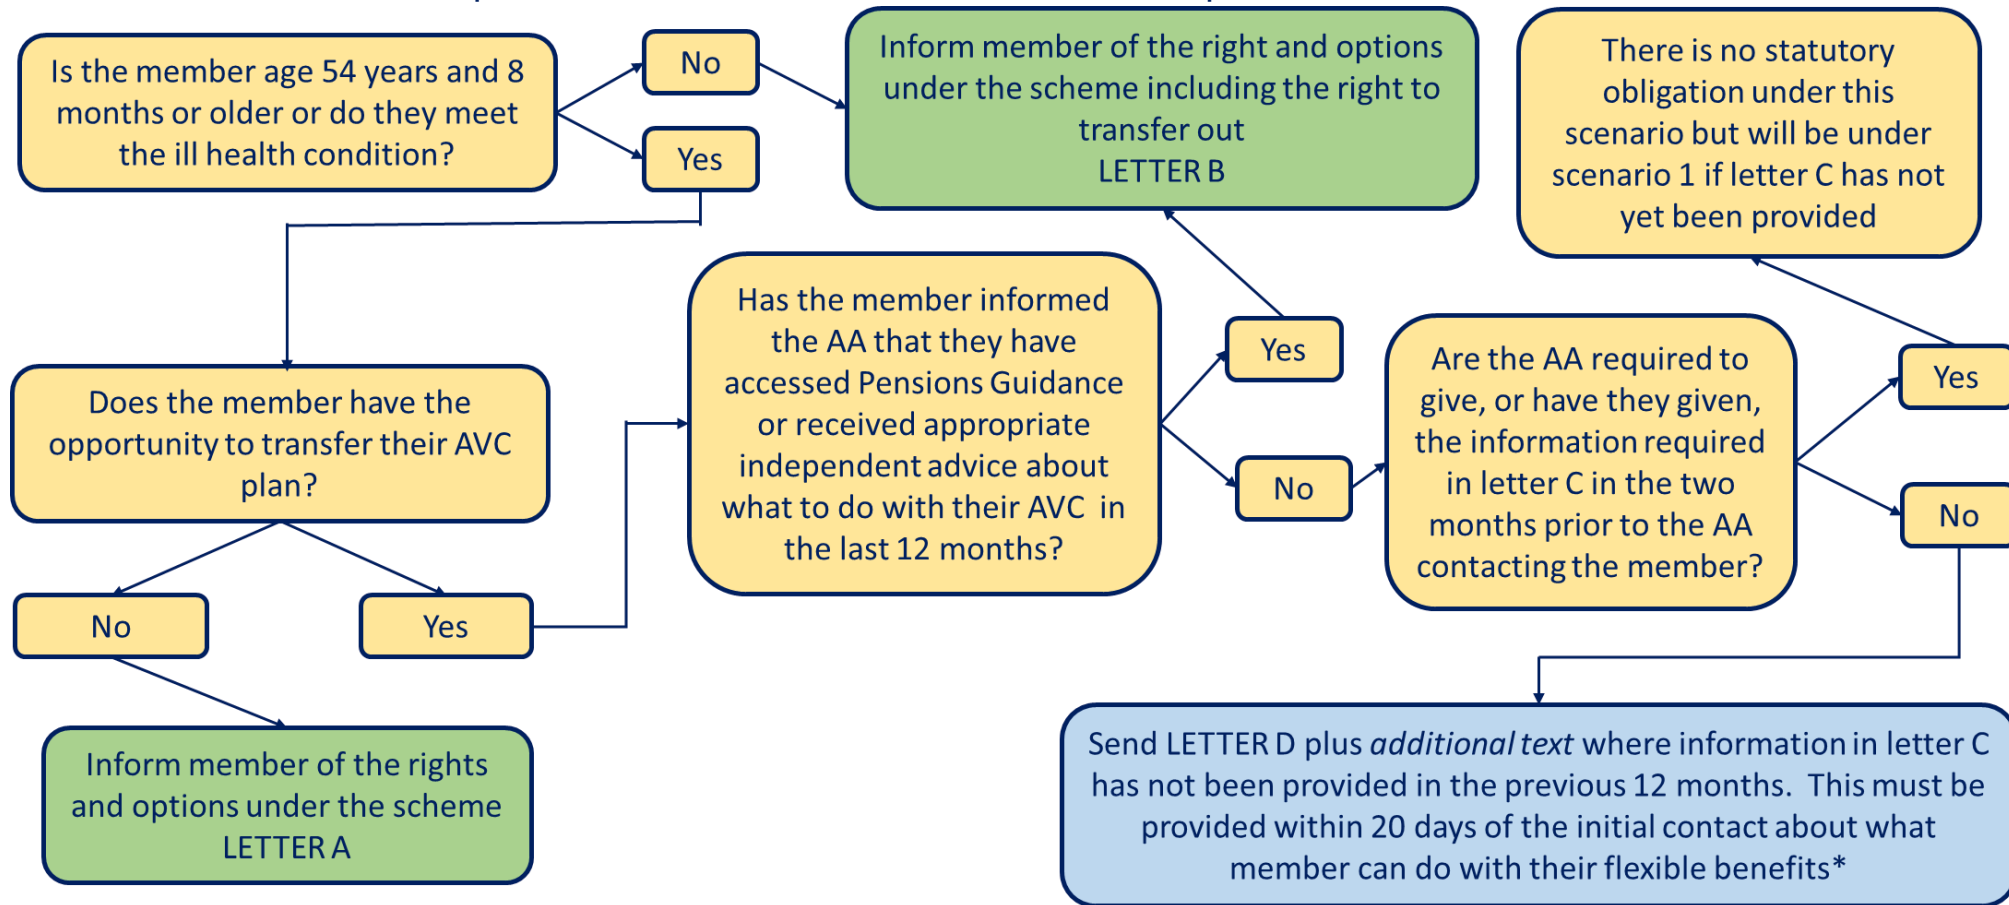 Is the member age 54 years and 8
months or older or do they meet
the ill health condition?
No
Yes
Inform member of the right and options
under the scheme including the right to
transfer out
LETTER B
There is no statutory
obligation under this
scenario but will be under
scenario 1 if letter C has not
yet been provided
Does the member have the
opportunity to transfer their AVC
plan?
No
Yes
Inform member of the rights
and options under the scheme
LETTER A
Has the member informed
the AA that they have
accessed Pensions Guidance
or received appropriate
independent advice about
what to do with their AVC in
the last 12 months?
Yes
No
Are the AA required to
give, or have they given,
the information required
in letter C in the two
months prior to the AA
contacting the member?
Yes
No
Send LETTER D plus additional text where information in letter C
has not been provided in the previous 12 months. This must be
provided within 20 days of the initial contact about what
member can do with their flexible benefits*